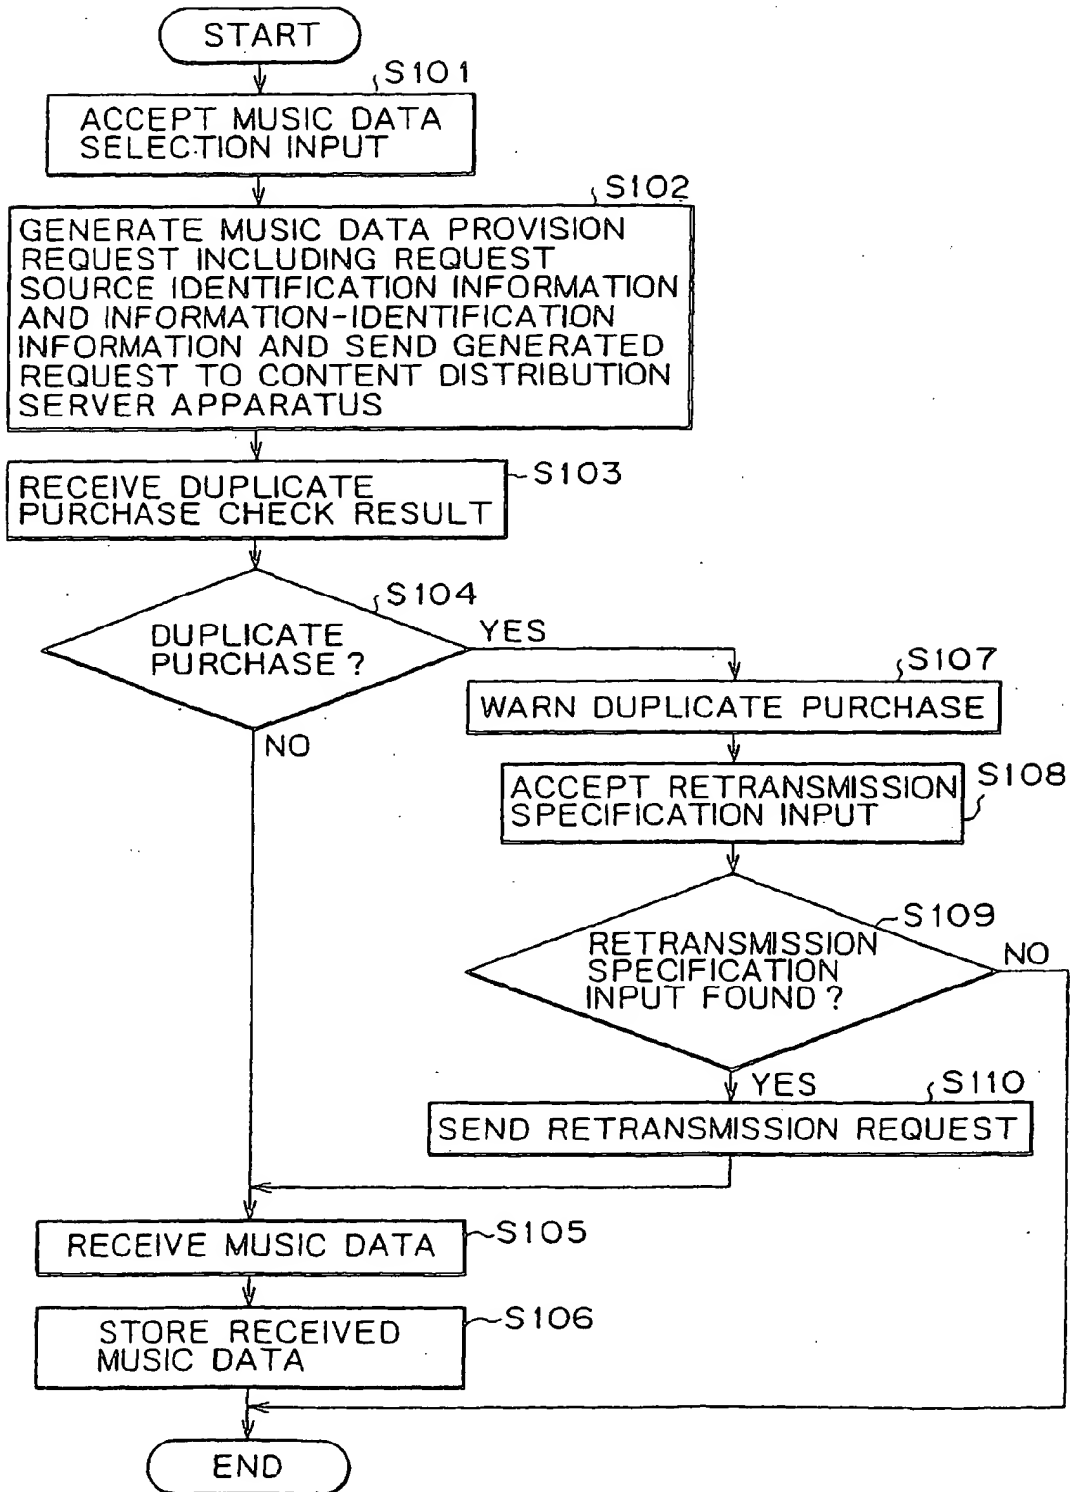 START
S101
ACCEPT MUSIC DATA
SELECTION INPUT
S102
GENERATE MUSIC DATA PROVISION
REQUEST INCLUDING REQUEST
SOURCE IDENTIFICATION INFORMATION
AND INFORMATION-IDENTIFICATION
INFORMATION AND SEND GENERATED
REQUEST TO CONTENT DISTRIBUTION
SERVER APPARATUS
S103
RECEIVE DUPLICATE
PURCHASE CHECK RESULT
S104
DUPLICATE
PURCHASE?
YES
NO
S107
WARN DUPLICATE PURCHASE
S108
ACCEPT RETRANSMISSION
SPECIFICATION INPUT
S109
RETRANSMISSION
SPECIFICATION
INPUT FOUND?
NO
YES
S110
SEND RETRANSMISSION REQUEST
S105
RECEIVE MUSIC DATA
S106
STORE RECEIVED
MUSIC DATA
END